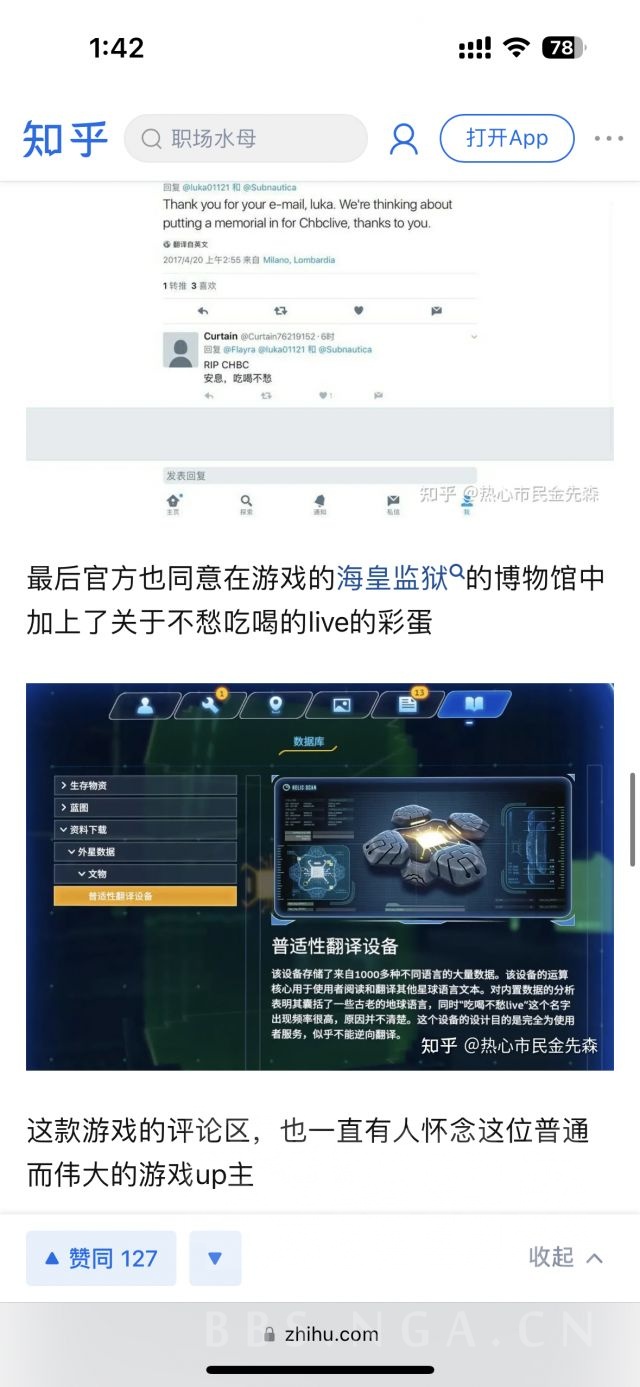 1:42
78
知乎
职场水母
打开App
回复 @luka01121 和 @Subnautica
Thank you for your e-mail, luka. We're thinking about
putting a memorial in for Chbclive, thanks to you.
翻译自英文
2017/4/20 上午2:55 来自 Milano, Lombardia
1 转推 3 喜欢
Curtain @Curtain76219152 · 6时
回复 @Flayra @luka01121 和 @Subnautica
RIP CHBC
安息，吃喝不愁
1
发表回复
主页
探索
通知
私信
我
知乎 @热心市民金先森
最后官方也同意在游戏的海皇监狱的博物馆中
加上了关于不愁吃喝的live的彩蛋
1
13
数据库
生存物资
蓝图
资料下载
外星数据
文物
普适性翻译设备
RELIC SCAN
普适性翻译设备
该设备存储了来自1000多种不同语言的大量数据。该设备的运算
核心用于使用者阅读和翻译其他星球语言文本。对内置数据的分析
表明其囊括了一些古老的地球语言，同时“吃喝不愁live”这个名字
出现频率很高，原因并不清楚。这个设备的设计目的是完全为使用
者服务，似乎不能逆向翻译。
知乎 @热心市民金先森
这款游戏的评论区，也一直有人怀念这位普通
而伟大的游戏up主
赞同 127
收起
BBS.NGA.CN
zhihu.com